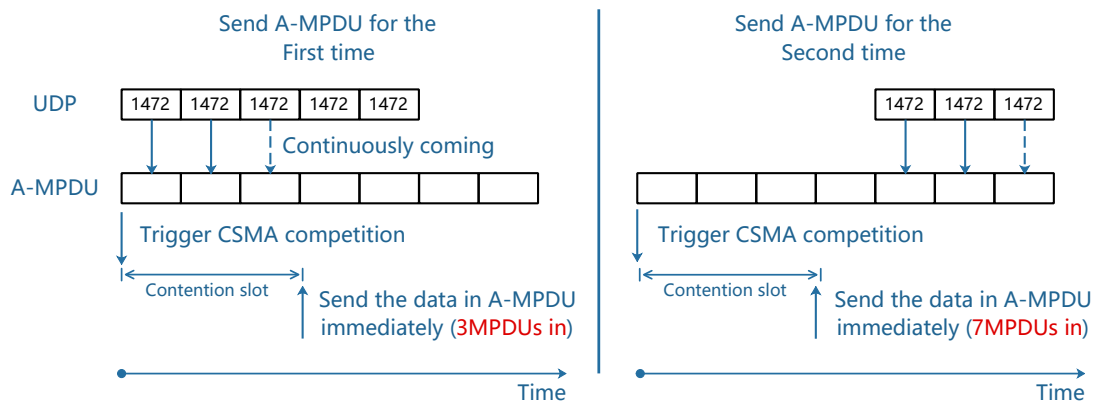 Send A-MPDU for the
First time
UDP
1472 1472 1472 1472 1472
Continuously coming
A-MPDU
Trigger CSMA competition
Contention slot
Send the data in A-MPDU
immediately (3MPDUs in)
Time
Send A-MPDU for the
Second time
1472 1472 1472
Trigger CSMA competition
Contention slot
Send the data in A-MPDU
immediately (7MPDUs in)
Time